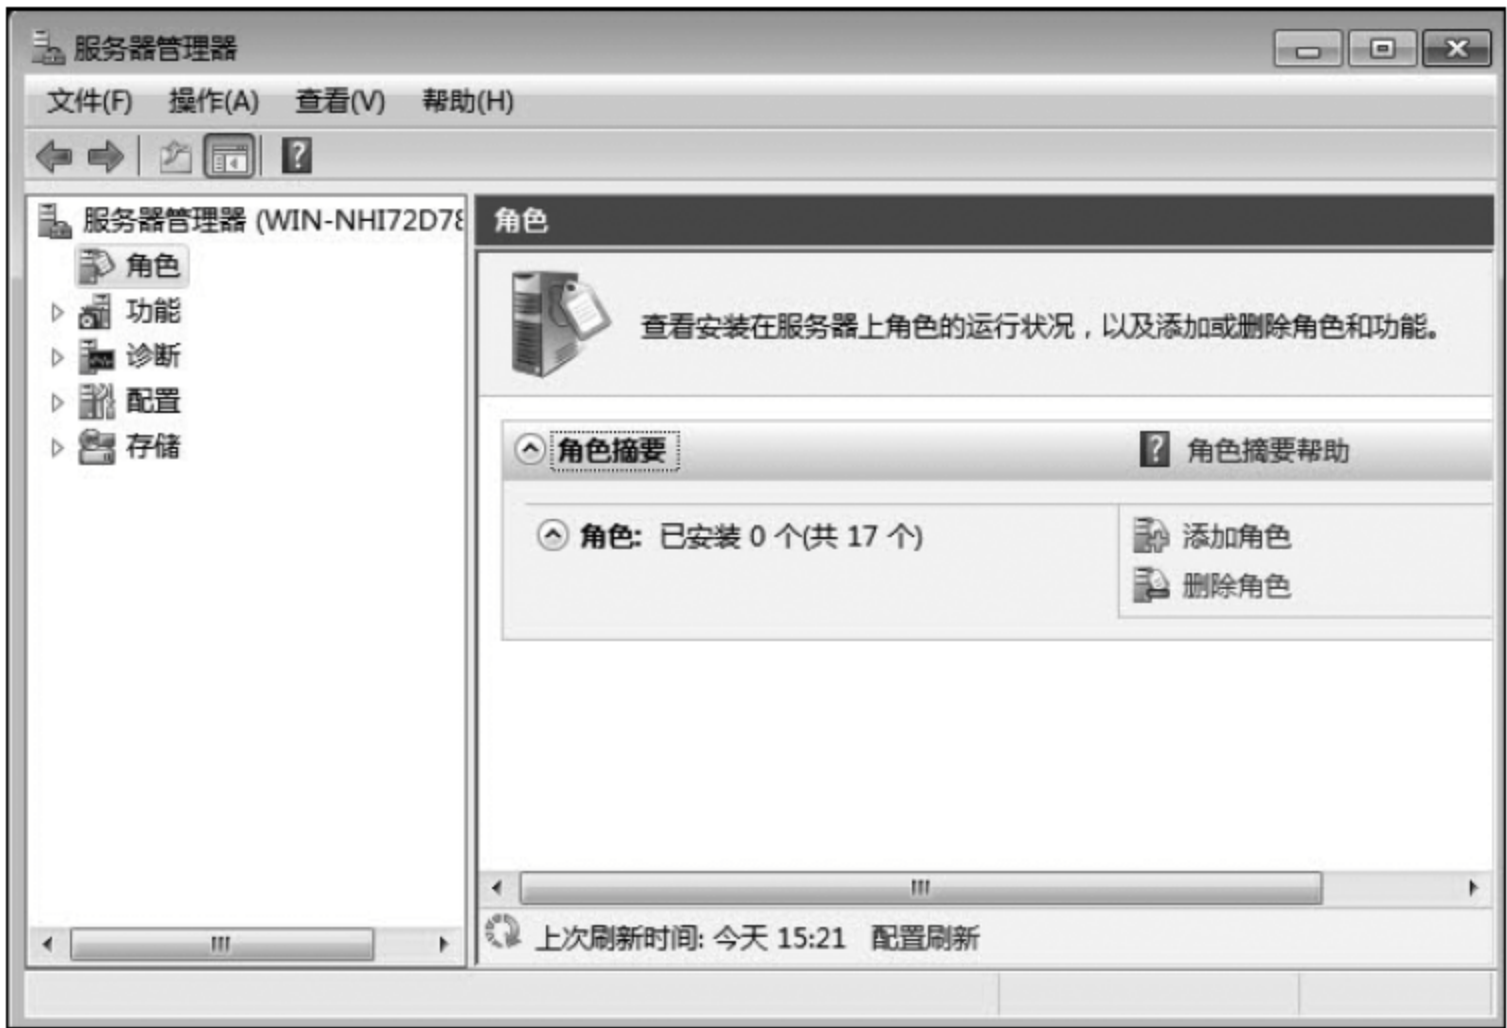 服务器管理器
文件(F) 操作(A) 查看(V) 帮助(H)
服务器管理器 (WIN-NHI72D78
角色
功能
诊断
配置
存储
角色
查看安装在服务器上角色的运行状况，以及添加或删除角色和功能。
角色摘要
角色摘要帮助
角色: 已安装 0 个(共 17 个)
添加角色
删除角色
上次刷新时间: 今天 15:21 配置刷新